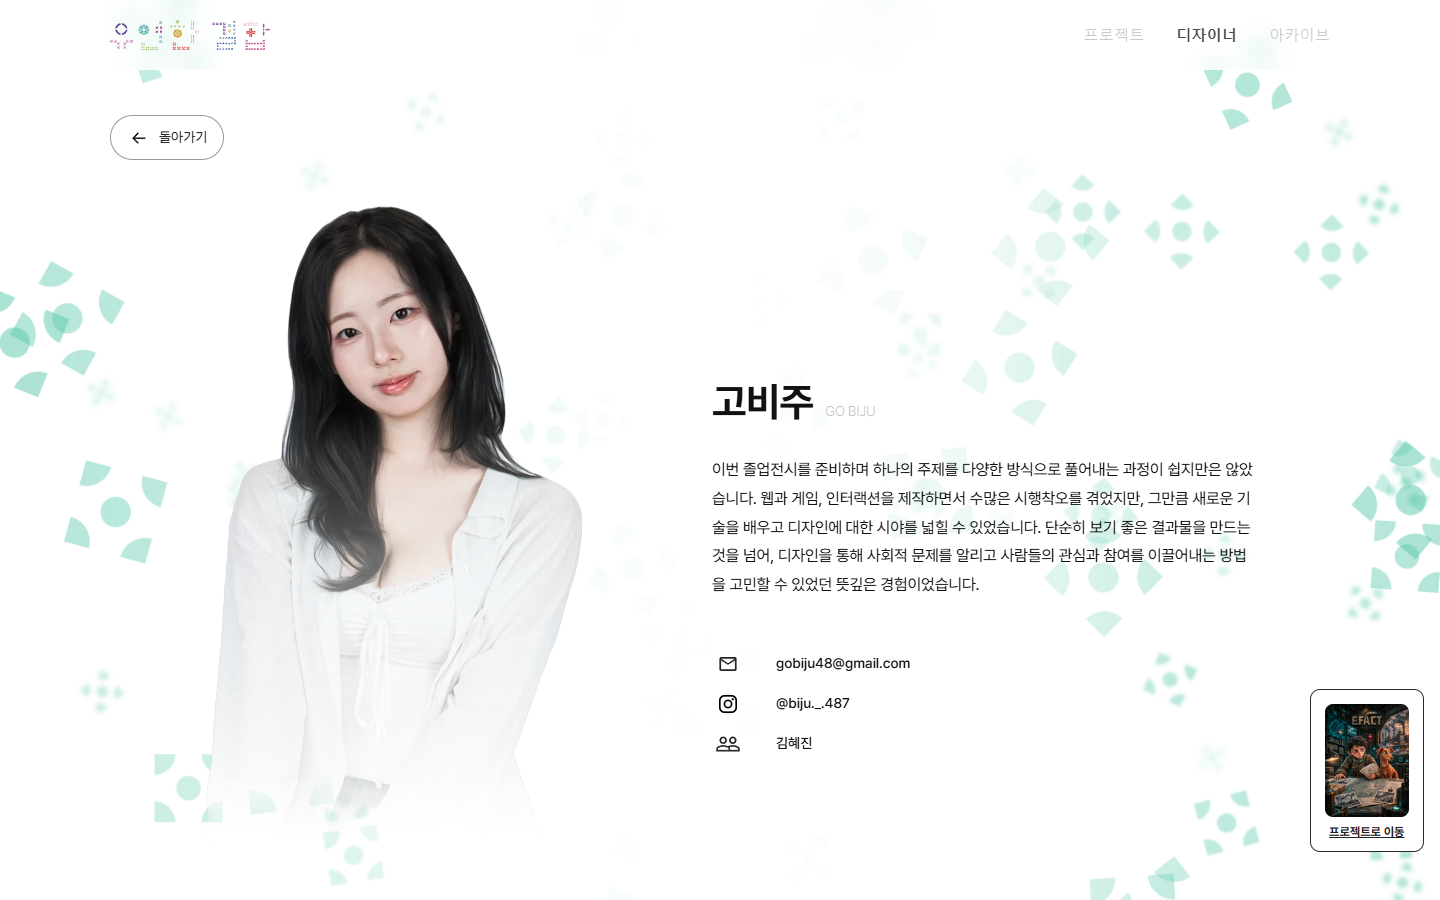 유연한 결합
프로젝트
디자이너
아카이브
돌아가기
고비주 GO BIJU
이번 졸업전시를 준비하며 하나의 주제를 다양한 방식으로 풀어내는 과정이 쉽지만은 않았
습니다. 웹과 게임, 인터랙션을 제작하면서 수많은 시행착오를 겪었지만, 그만큼 새로운 기
술을 배우고 디자인에 대한 시야를 넓힐 수 있었습니다. 단순히 보기 좋은 결과물을 만드는
것을 넘어, 디자인을 통해 사회적 문제를 알리고 사람들의 관심과 참여를 이끌어내는 방법
을 고민할 수 있었던 뜻깊은 경험이었습니다.
gobiju48@gmail.com
@biju._.487
김혜진
EFACT
프로젝트로 이동